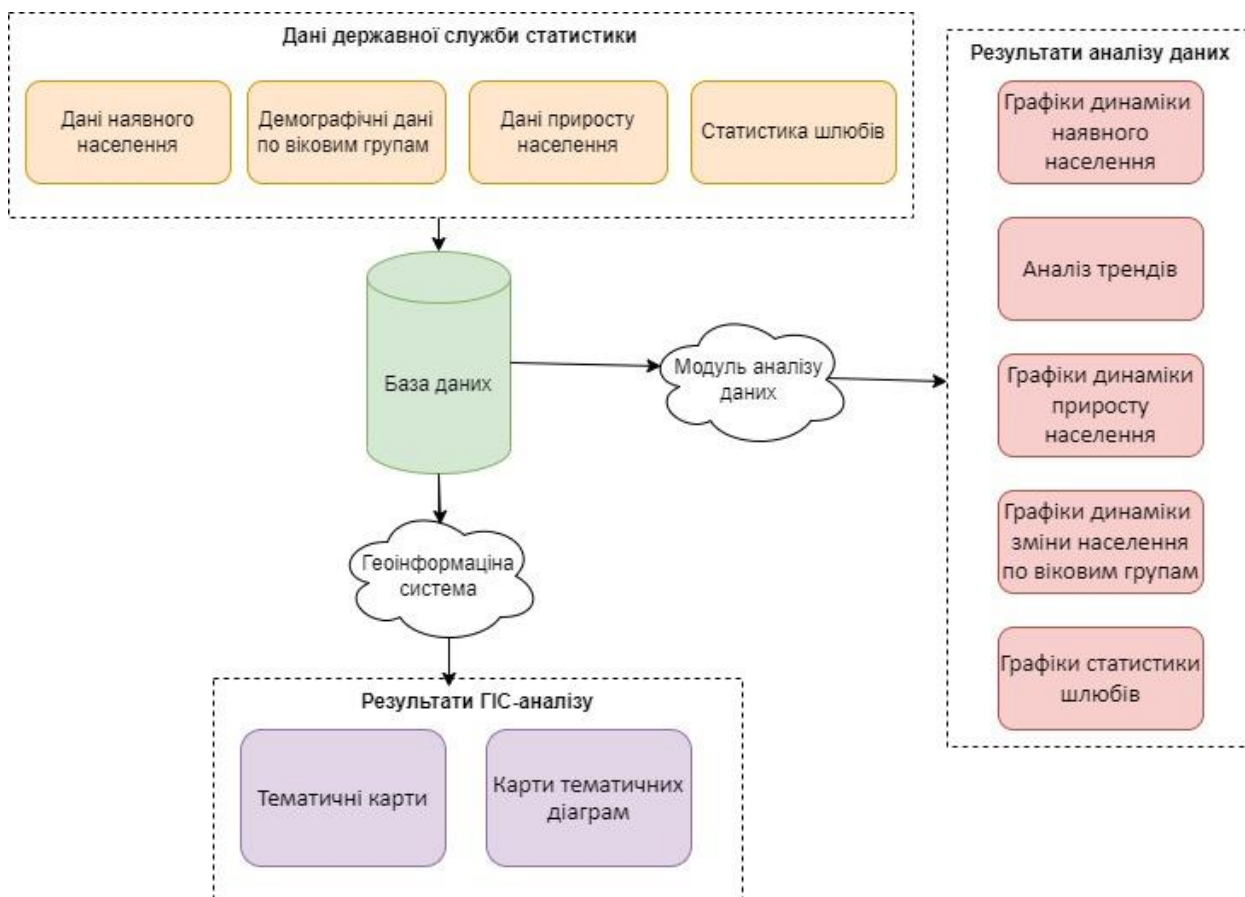 Дані державної служби статистики
Дані наявного
населення
Демографічні дані
по віковим групам
Дані приросту
населення
Статистика шлюбів
База даних
Модуль аналізу
даних
Геоінформаціна
система
Результати ГІС-аналізу
Тематичні карти
Карти тематичних
діаграм
Результати аналізу даних
Графіки динаміки
наявного
населення
Аналіз трендів
Графіки динаміки
приросту
населення
Графіки динаміки
зміни населення
по віковим групам
Графіки статистики
шлюбів